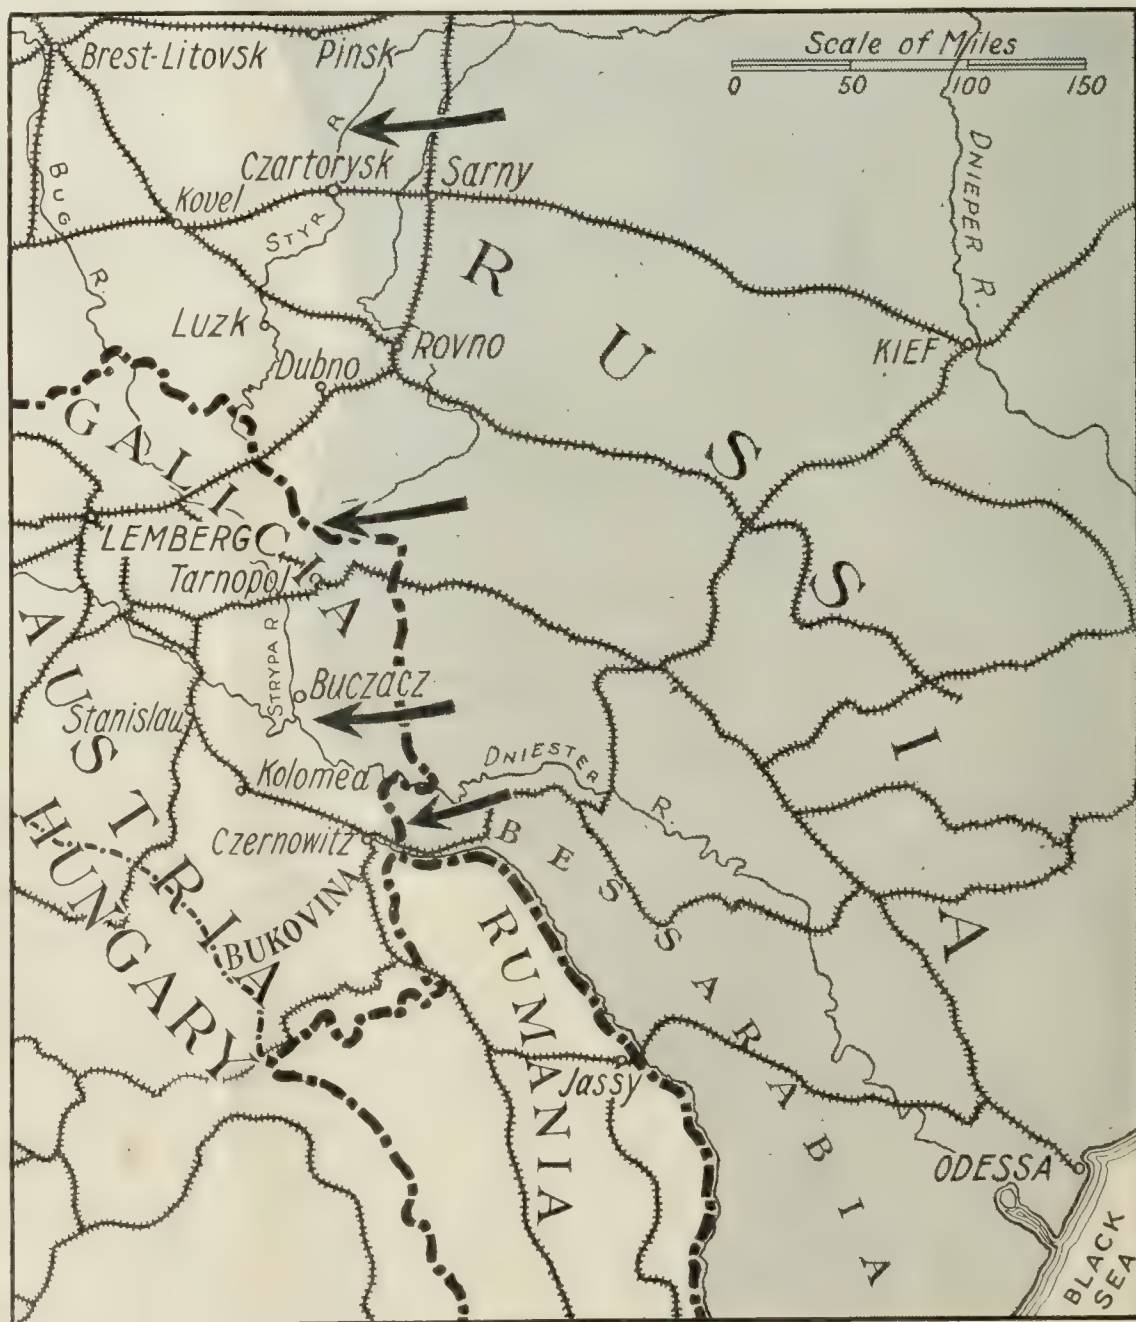 Scale of Miles
0 50 100 150
Brest-Litovsk
Pinsk
BUG
R.
R
DNIEPER R.
Czartorysk
Sarny
Kovel
STYR
Luzk
Rovno
Dubno
KIEF
RUSSIA
GALICIA
LEMBERG
Tarnopol
STRYPA R
Buczacz
Stanislau
AUSTRIA
HUNGARY
Kolomea
DNIESTER
R.
Czernowitz
BESSARABIA
BUKOVINA
RUMANIA
Jassy
ODESSA
BLACK
SEA